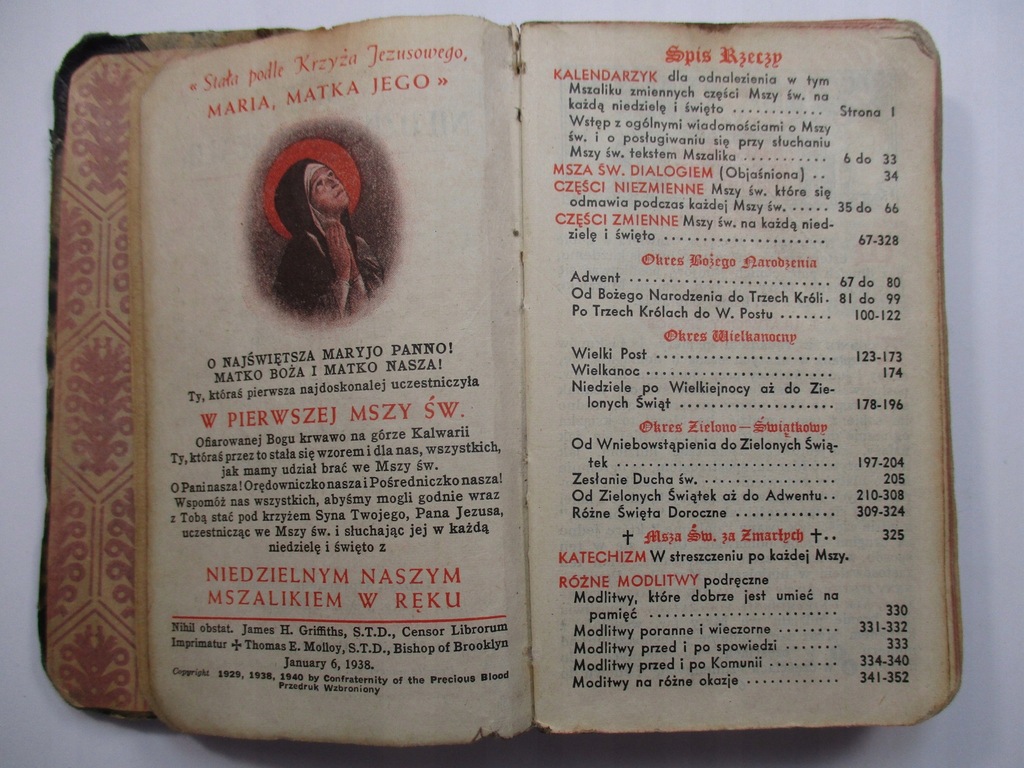 « Stała podle Krzyża Jezusowego,
MARIA, MATKA JEGO »
O NAJŚWIĘTSZA MARYJO PANNO!
MATKO BOŻA I MATKO NASZA!
Ty, któraś pierwsza najdoskonalej uczestniczyła
W PIERWSZEJ MSZY ŚW.
Ofiarowanej Bogu krwawo na górze Kalwarii
Ty, któraś przez to stała się wzorem i dla nas, wszystkich,
jak mamy udział brać we Mszy św.
O Pani nasza! Orędowniczko nasza i Pośredniczko nasza!
Wspomóż nas wszystkich, abyśmy mogli godnie wraz
z Tobą stać pod krzyżem Syna Twojego, Pana Jezusa,
uczestnicząc we Mszy św. i słuchając jej w każdą
niedzielę i święto z
NIEDZIELNYM NASZYM
MSZALIKIEM W RĘKU
Nihil obstat. James H. Griffiths, S.T.D., Censor Librorum
Imprimatur ✢ Thomas E. Molloy, S.T.D., Bishop of Brooklyn
January 6, 1938.
Copyright 1929, 1938, 1940 by Confraternity of the Precious Blood
Przedruk Wzbroniony
Spis Rzeczy
KALENDARZYK dla odnalezienia w tym
Mszaliku zmiennych części Mszy św. na
każdą niedzielę i święto ............ Strona 1
Wstęp z ogólnymi wiadomościami o Mszy
św. i o posługiwaniu się przy słuchaniu
Mszy św. tekstem Mszalika ........... 6 do 33
MSZA ŚW. DIALOGIEM (Objaśniona) .. 34
CZĘŚCI NIEZMIENNE Mszy św. które się
odmawia podczas każdej Mszy św. ..... 35 do 66
CZĘŚCI ZMIENNE Mszy św. na każdą nied-
zielę i święto ..................... 67-328
Okres Bożego Narodzenia
Advent ........................ 67 do 80
Od Bożego Narodzenia do Trzech Króli. 81 do 99
Po Trzech Królach do W. Postu ....... 100-122
Okres Wielkanocny
Wielki Post ....................... 123-173
Wielkanoc ........................ 174
Niedziele po Wielkiejnocy aż do Zie-
lonych Świąt .................... 178-196
Okres Zielono—Świątkowy
Od Wniebowstąpienia do Zielonych Świą-
tek ............................ 197-204
Zesłanie Ducha św. ................. 205
Od Zielonych Świątek aż do Adwentu.. 210-308
Różne Święta Doroczne ............. 309-324
✝ Msza Św. za Zmarłych ✝.. 325
KATECHIZM W streszczeniu po każdej Mszy.
RÓŻNE MODLITWY podręczne
Modlitwy, które dobrze jest umieć na
pamięć ........................ 330
Modlitwy poranne i wieczorne ........ 331-332
Modlitwy przed i po spowiedzi ....... 333
Modlitwy przed i po Komunii ......... 334-340
Moditwy na różne okazje ............ 341-352